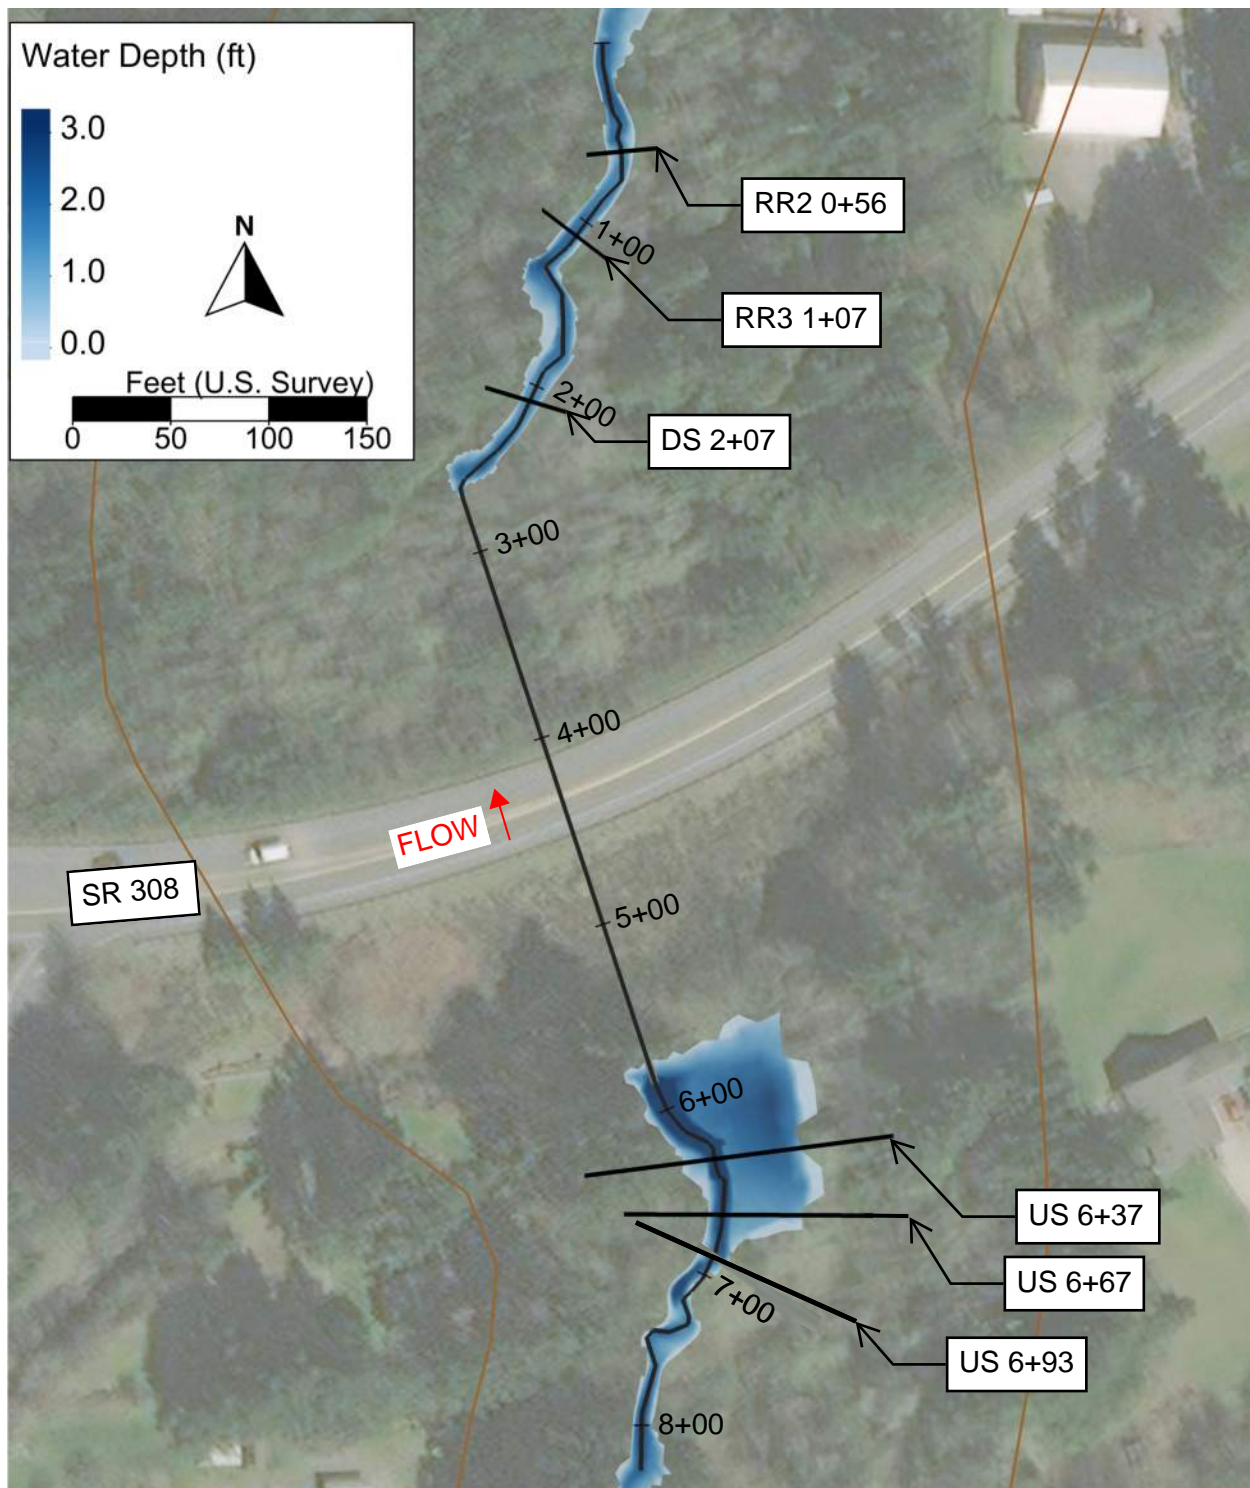 Water Depth (ft)
3.0
2.0
1.0
0.0
N
Feet (U.S. Survey)
0 50 100 150
RR2 0+56
1+00
RR3 1+07
2+00
DS 2+07
3+00
4+00
FLOW
SR 308
5+00
6+00
US 6+37
US 6+67
7+00
US 6+93
8+00